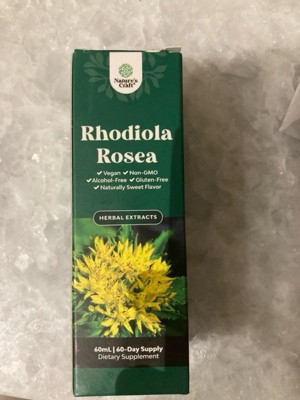 Nature's
Craft
Rhodiola
Rosea
✓ Vegan ✓ Non-GMO
✓ Alcohol-Free ✓ Gluten-Free
✓ Naturally Sweet Flavor
HERBAL EXTRACTS
60mL | 60-Day Supply
Dietary Supplement